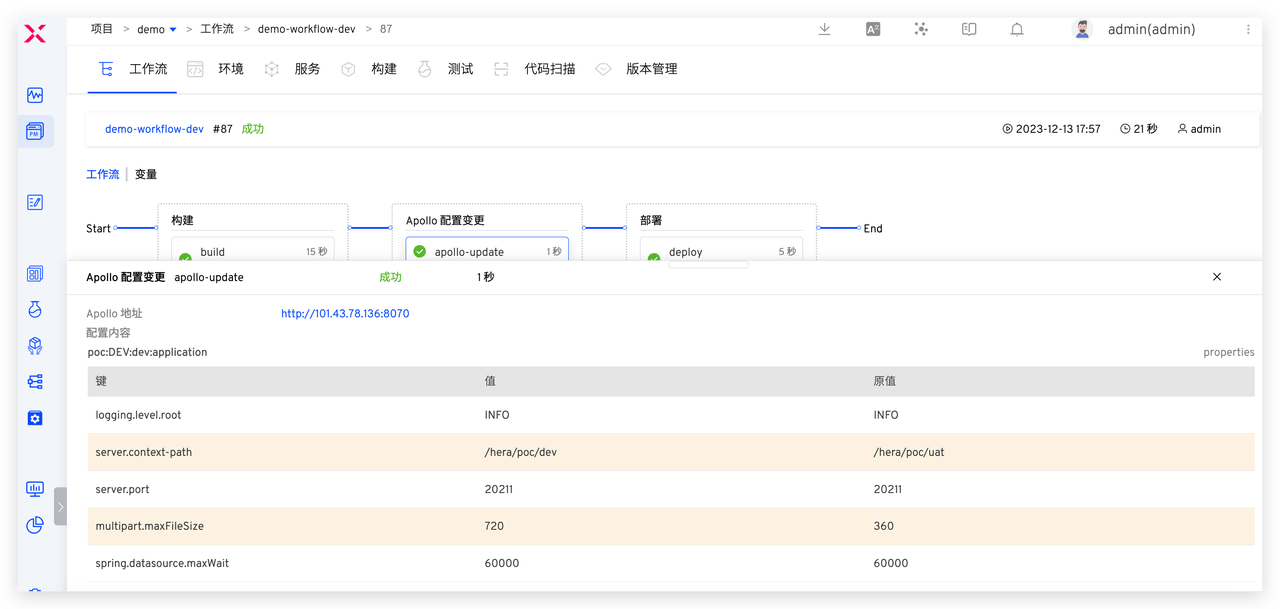 项目 > demo > 工作流 > demo-workflow-dev > 87
admin(admin)
工作流 环境 服务 构建 测试 代码扫描 版本管理
demo-workflow-dev #87 成功 2023-12-13 17:57 21 秒 admin
工作流 | 变量
构建 Apollo 配置变更 部署
Start End
build 15 秒 apollo-update 1 秒 deploy 5 秒
Apollo 配置变更 apollo-update 成功 1 秒
Apollo 地址 http://101.43.78.136:8070
配置内容
poc:DEV:dev:application properties
键 值 原值
logging.level.root INFO INFO
server.context-path /hera/poc/dev /hera/poc/uat
server.port 20211 20211
multipart.maxFileSize 720 360
spring.datasource.maxWait 60000 60000